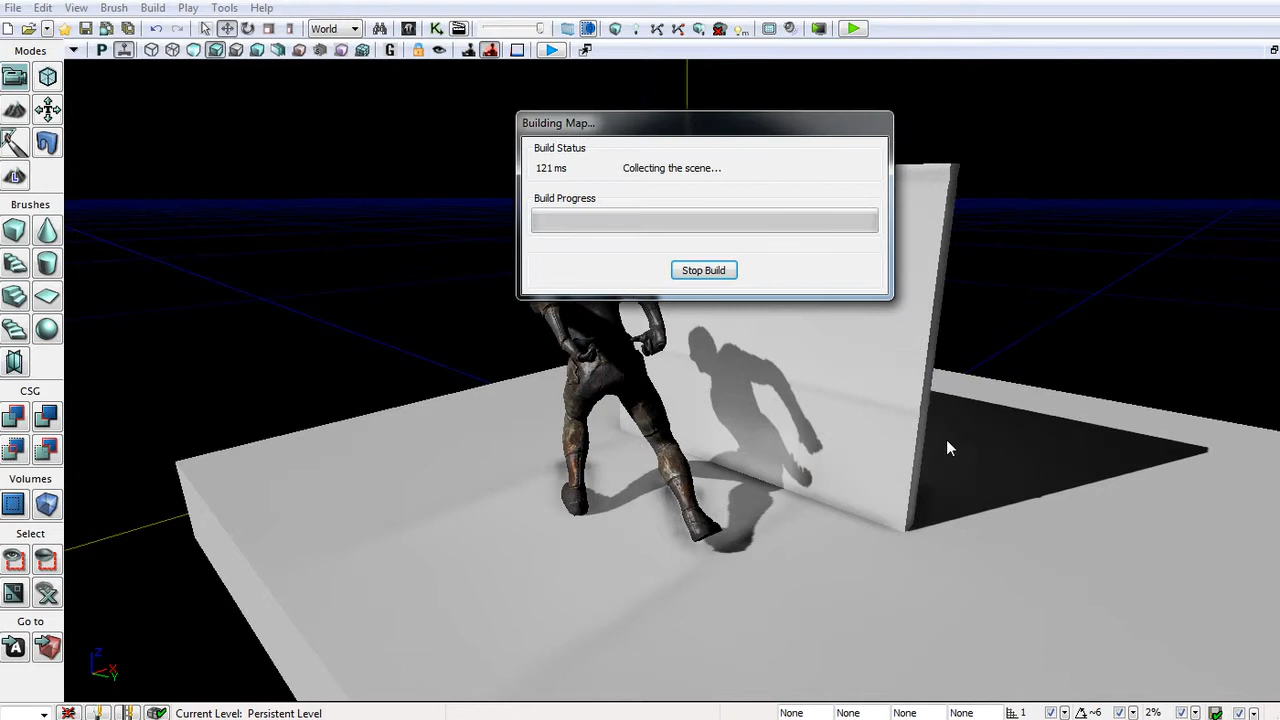 File Edit View Brush Build Play Tools Help
World
Modes
P
G
Building Map...
Build Status
121 ms Collecting the scene...
Build Progress
Stop Build
Brushes
CSG
Volumes
Select
Go to
A
Z
X
Y
Current Level: Persistent Level
None None None None 1 ~6 2%